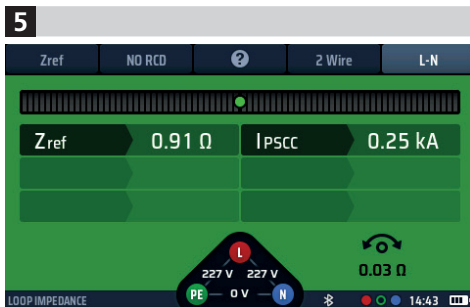 5
Zref NO RCD ? 2 Wire L-N
Zref 0.91 Ω IPSCC 0.25 kA
L
227 V 227 V
PE 0 V N
0.03 Ω
LOOP IMPEDANCE 14:43